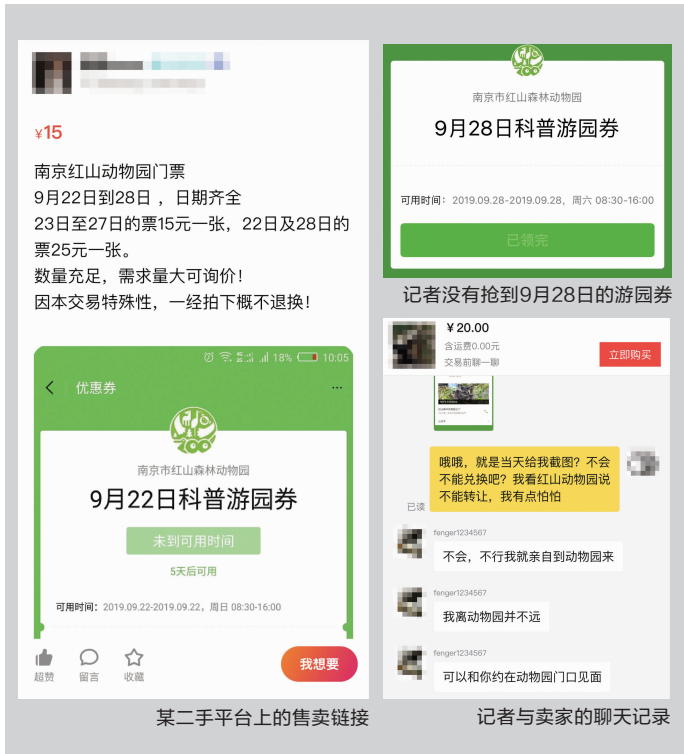 ¥15
南京红山动物园门票
9月22日到28日 ，日期齐全
23日至27日的票15元一张，22日及28日的
票25元一张。
数量充足，需求量大可询价！
因本交易特殊性，一经拍下概不退换！
18% 10:05
优惠券
ZOO
南京市红山森林动物园
9月22日科普游园券
未到可用时间
5天后可用
可用时间：2019.09.22-2019.09.22，周日 08:30-16:00
超赞 留言 收藏 我想要
某二手平台上的售卖链接
南京市红山森林动物园
9月28日科普游园券
可用时间：2019.09.28-2019.09.28，周六 08:30-16:00
已领完
记者没有抢到9月28日的游园券
¥20.00
含运费0.00元
交易前聊一聊
立即购买
哦哦，就是当天给我截图？不会
不能兑换吧？我看红山动物园说
不能转让，我有点怕怕
已读
fenger1234567
不会，不行我就亲自到动物园来
fenger1234567
我离动物园并不远
fenger1234567
可以和你约在动物园门口见面
记者与卖家的聊天记录